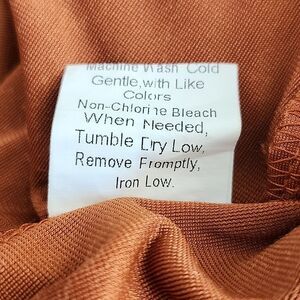 Machine Wash Cold
Gentle, with Like
Colors
Non-Chlorine Bleach
When Needed,
Tumble Dry Low,
Remove Promptly,
Iron Low.